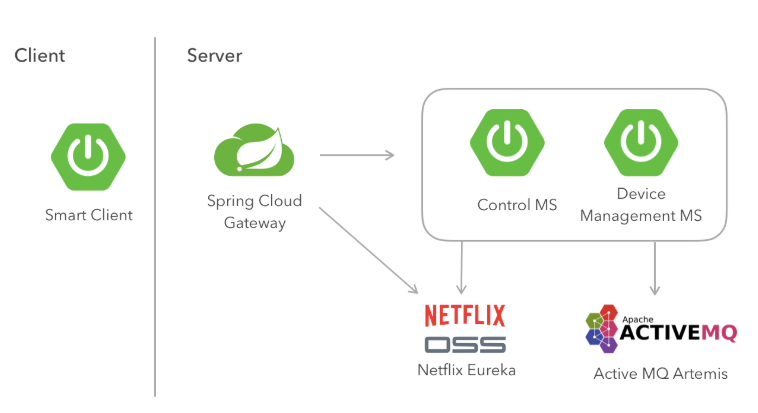 Client
Server
Smart Client
Spring Cloud
Gateway
Control MS
Device
Management MS
NETFLIX
OSS
Netflix Eureka
Apache
ACTIVEMQ
Active MQ Artemis